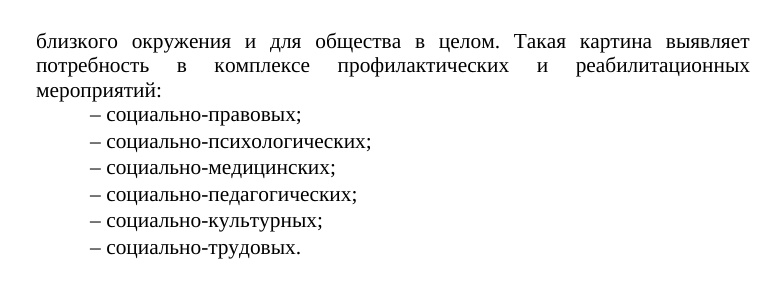 близкого окружения и для общества в целом. Такая картина выявляет
потребность в комплексе профилактических и реабилитационных
мероприятий:
– социально-правовых;
– социально-психологических;
– социально-медицинских;
– социально-педагогических;
– социально-культурных;
– социально-трудовых.